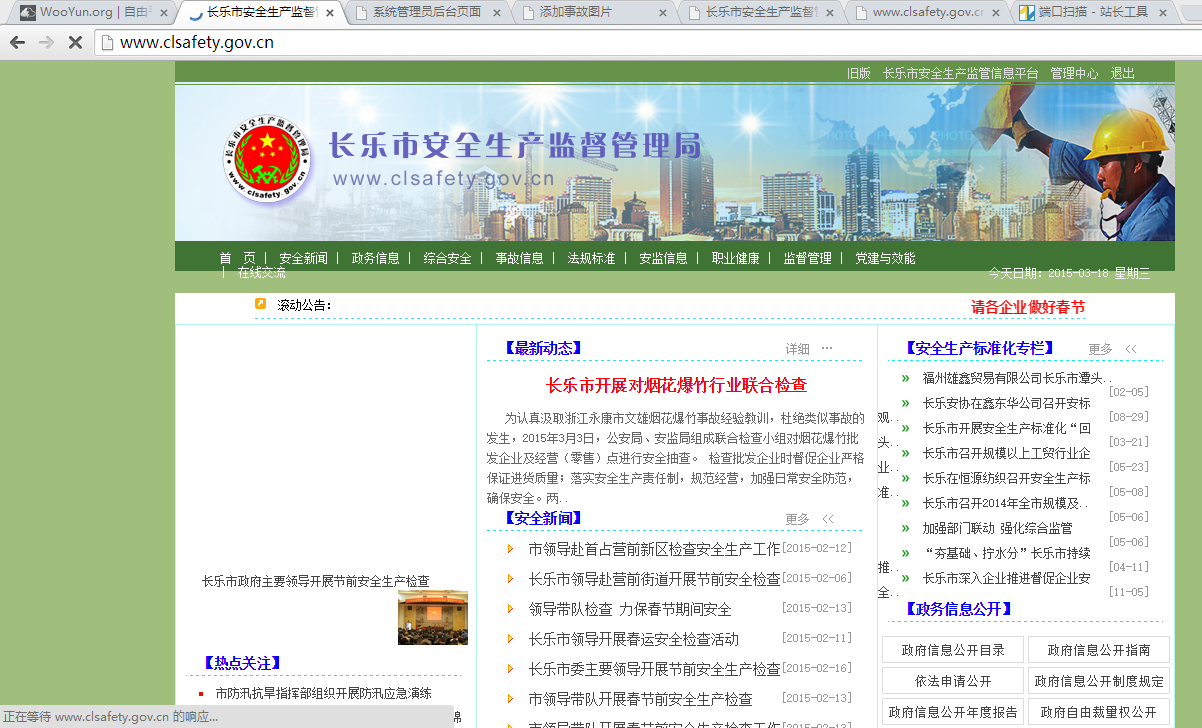 WooYun.org | 自由
长乐市安全生产监督
系统管理员后台页面
添加事故图片
长乐市安全生产监督
www.clsafety.gov.c
端口扫描 - 站长工具
www.clsafety.gov.cn
旧版 长乐市安全生产监管信息平台 管理中心 退出
长乐市安全生产监督管理局
www.clsafety.gov.cn
长乐市安全生产监督管理局
www.clsafety.gov.cn
首 页 | 安全新闻 | 政务信息 | 综合安全 | 事故信息 | 法规标准 | 安监信息 | 职业健康 | 监督管理 | 党建与效能
| 在线交流
今天日期: 2015-03-18 星期三
滚动公告:
请各企业做好春节
长乐市政府主要领导开展节前安全生产检查
【热点关注】
市防汛抗旱指挥部组织开展防汛应急演练
【最新动态】
详细 ...
长乐市开展对烟花爆竹行业联合检查
为认真汲取浙江永康市文雄烟花爆竹事故经验教训，杜绝类似事故的
发生，2015年3月3日，公安局、安监局组成联合检查小组对烟花爆竹批
发企业及经营（零售）点进行安全抽查。 检查批发企业时督促企业严格
保证进货质量；落实安全生产责任制，规范经营，加强日常安全防范，
确保安全。两..
【安全新闻】
更多 <<
市领导赴首占营前新区检查安全生产工作 [2015-02-12]
长乐市领导赴营前街道开展节前安全检查 [2015-02-06]
领导带队检查 力保春节期间安全 [2015-02-13]
长乐市领导开展春运安全检查活动 [2015-02-11]
长乐市委主要领导开展节前安全生产检查 [2015-02-16]
市领导带队开展春节前安全生产检查 [2015-02-13]
【安全生产标准化专栏】
更多 <<
福州雄鑫贸易有限公司长乐市潭头..
[02-05]
长乐安协在鑫东华公司召开安标
观..
[08-29]
长乐市开展安全生产标准化“回
头..
[03-21]
长乐市召开规模以上工贸行业企
业..
[05-23]
长乐在恒源纺织召开安全生产标
准..
[05-08]
长乐市召开2014年全市规模及..
[05-06]
加强部门联动 强化综合监管
[05-06]
“夯基础、拧水分”长乐市持续
推..
[04-11]
长乐市深入企业推进督促企业安
全..
[11-05]
【政务信息公开】
政府信息公开目录
政府信息公开指南
依法申请公开
政府信息公开制度规定
政府信息公开年度报告
政府自由裁量权公开
正在等待 www.clsafety.gov.cn 的响应...